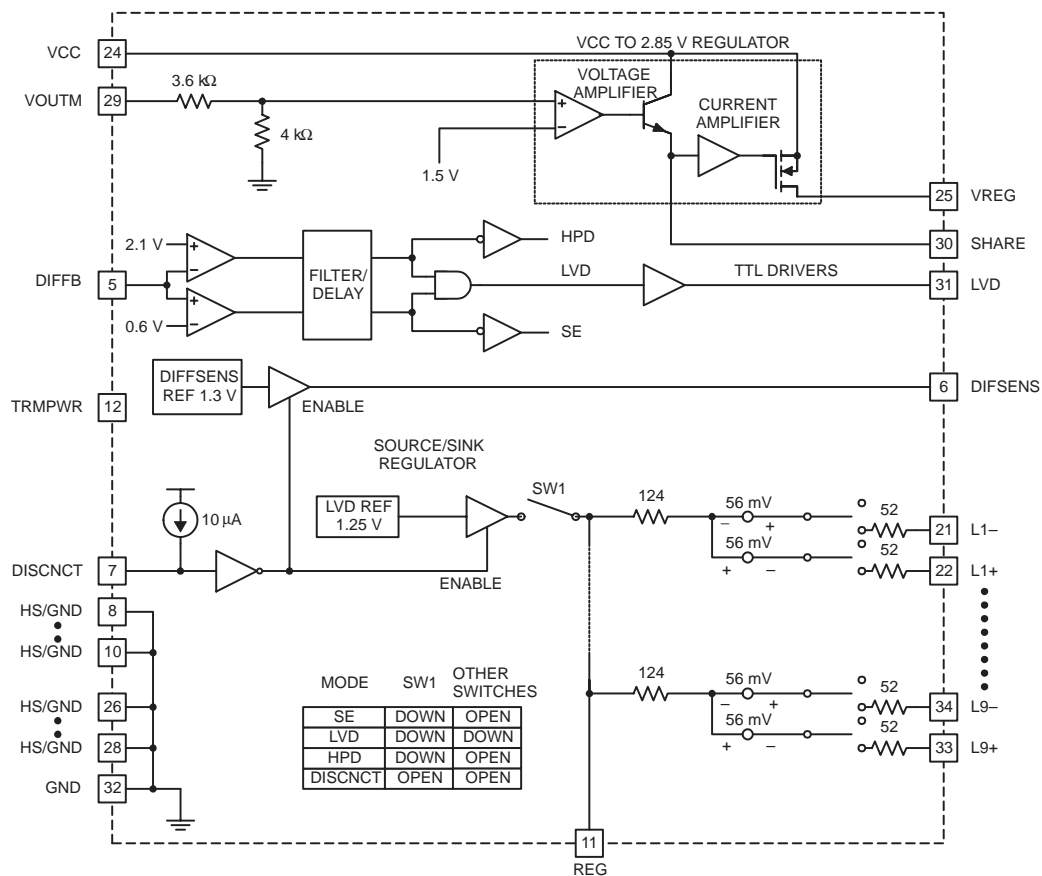 VCC
24
VCC TO 2.85 V REGULATOR
VOLTAGE
AMPLIFIER
CURRENT
AMPLIFIER
VOUTM
29
3.6 kΩ
4 kΩ
+
−
1.5 V
25
VREG
30
SHARE
DIFFB
5
2.1 V
+
−
+
−
0.6 V
FILTER/
DELAY
HPD
LVD
SE
TTL DRIVERS
31
LVD
DIFFSENS
REF 1.3 V
ENABLE
6
DIFSENS
TRMPWR
12
SOURCE/SINK
REGULATOR
LVD REF
1.25 V
SW1
ENABLE
10 μA
DISCNCT
7
124
56 mV
− +
56 mV
+ −
52
21
L1−
52
22
L1+
HS/GND
8
HS/GND
10
HS/GND
26
HS/GND
28
GND
32
MODE SW1 OTHER
SWITCHES
SE DOWN OPEN
LVD DOWN DOWN
HPD DOWN OPEN
DISCNCT OPEN OPEN
124
56 mV
− +
56 mV
+ −
52
34
L9−
52
33
L9+
11
REG